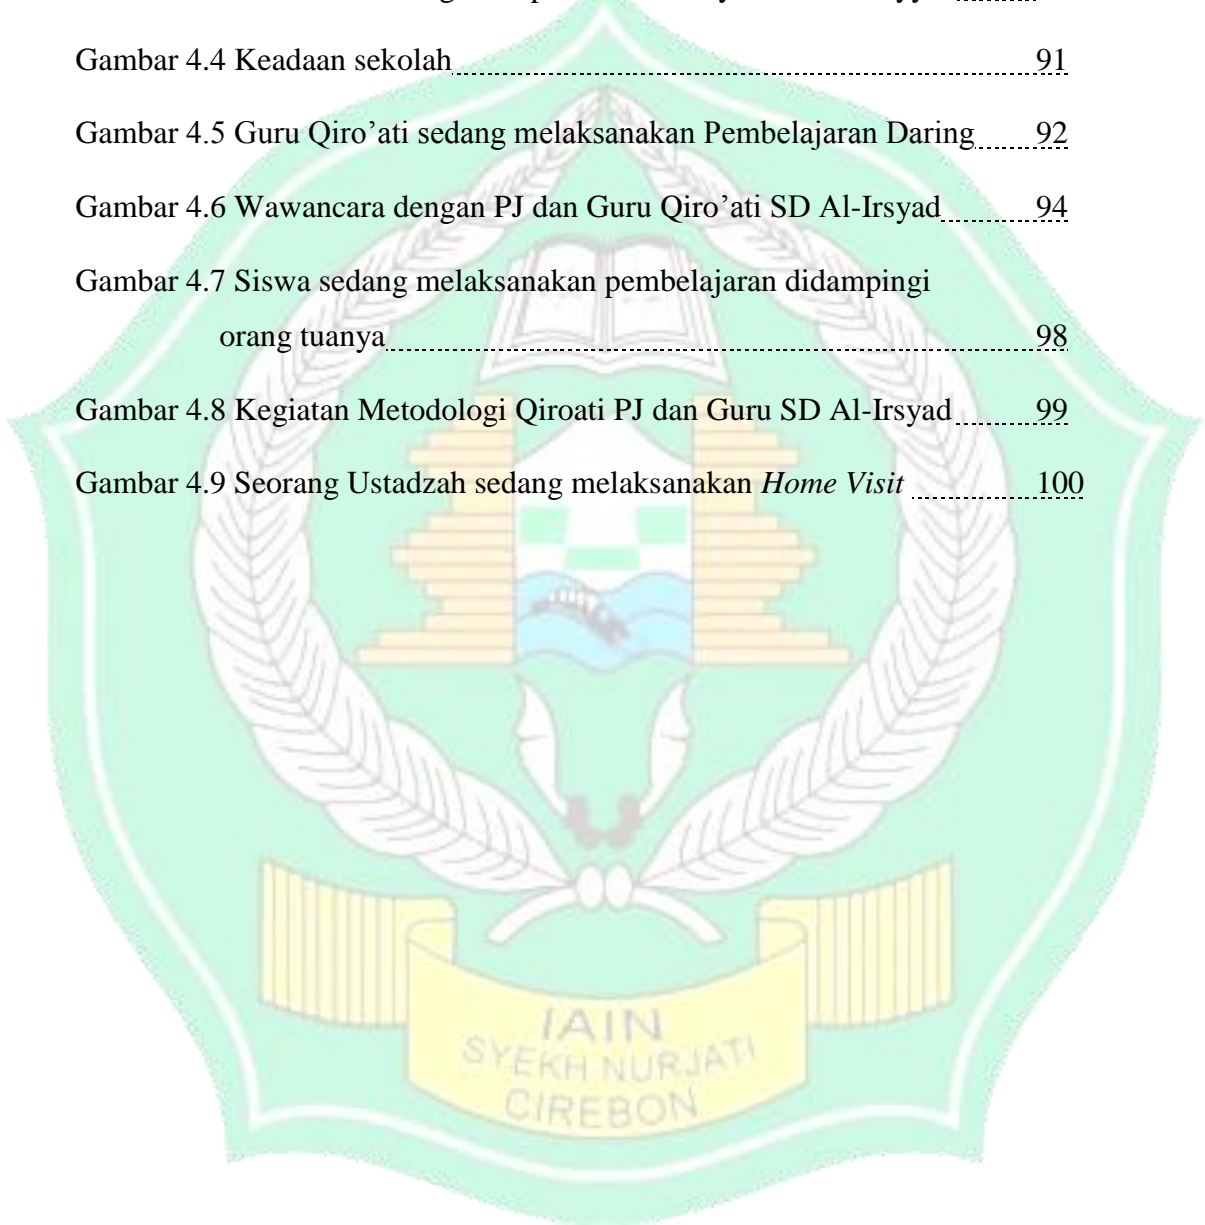 Gambar 4.4 Keadaan sekolah 91
Gambar 4.5 Guru Qiro’ati sedang melaksanakan Pembelajaran Daring 92
Gambar 4.6 Wawancara dengan PJ dan Guru Qiro’ati SD Al-Irsyad 94
Gambar 4.7 Siswa sedang melaksanakan pembelajaran didampingi
orang tuanya 98
Gambar 4.8 Kegiatan Metodologi Qiroati PJ dan Guru SD Al-Irsyad 99
Gambar 4.9 Seorang Ustadzah sedang melaksanakan Home Visit 100
IAIN
SYEKH NURJATI
CIREBON